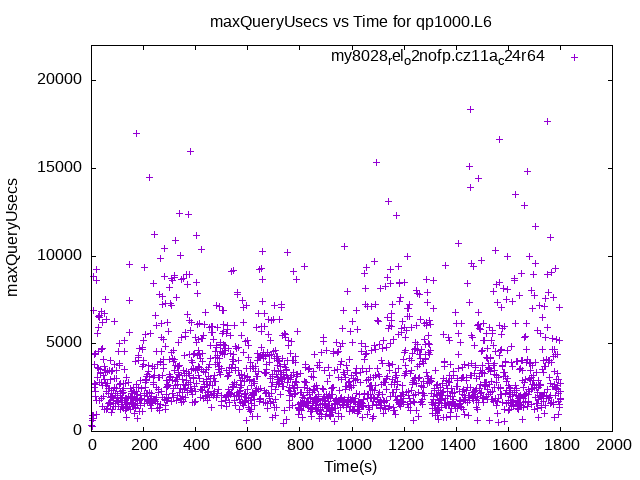 maxQueryUsecs vs Time for qp1000.L6
my8028rel_o2nofp.cz11a_c24r64
20000
15000
10000
5000
0
maxQueryUsecs
0 200 400 600 800 1000 1200 1400 1600 1800 2000
Time(s)